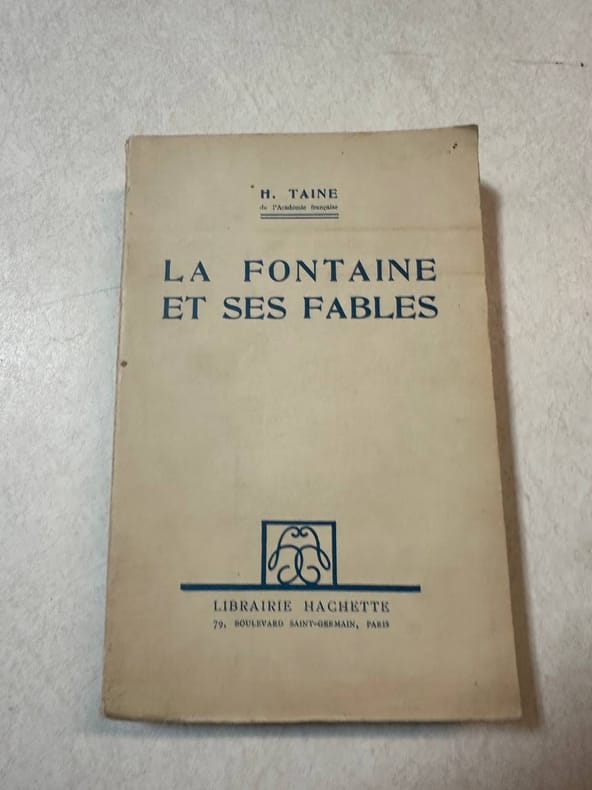 H. TAINE
de l'Académie française
LA FONTAINE
ET SES FABLES
LIBRAIRIE HACHETTE
79, BOULEVARD SAINT-GERMAIN, PARIS